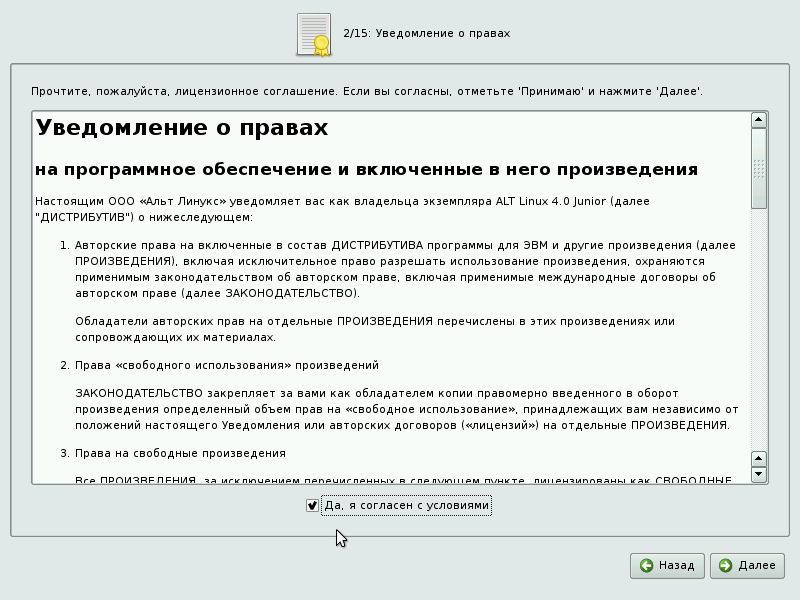 2/15: Уведомление о правах
Прочтите, пожалуйста, лицензионное соглашение. Если вы согласны, отметьте 'Принимаю' и нажмите 'Далее'.
Уведомление о правах
на программное обеспечение и включенные в него произведения
Настоящим ООО «Альт Линукс» уведомляет вас как владельца экземпляра ALT Linux 4.0 Junior (далее
"ДИСТРИБУТИВ") о нижеследующем:
1. Авторские права на включенные в состав ДИСТРИБУТИВА программы для ЭВМ и другие произведения (далее
ПРОИЗВЕДЕНИЯ), включая исключительное право разрешать использование произведения, охраняются
применимым законодательством об авторском праве, включая применимые международные договоры об
авторском праве (далее ЗАКОНОДАТЕЛЬСТВО).
Обладатели авторских прав на отдельные ПРОИЗВЕДЕНИЯ перечислены в этих произведениях или
сопровождающих их материалах.
2. Права «свободного использования» произведений
ЗАКОНОДАТЕЛЬСТВО закрепляет за вами как обладателем копии правомерно введенного в оборот
произведения определенный объем прав на «свободное использование», принадлежащих вам независимо от
положений настоящего Уведомления или авторских договоров («лицензий») на отдельные ПРОИЗВЕДЕНИЯ.
3. Права на свободные произведения
Все ПРОИЗВЕДЕНИЯ, за исключением перечисленных в следующем пункте, лицензированы как СВОБОДНЫЕ
Да, я согласен с условиями
Назад
Далее